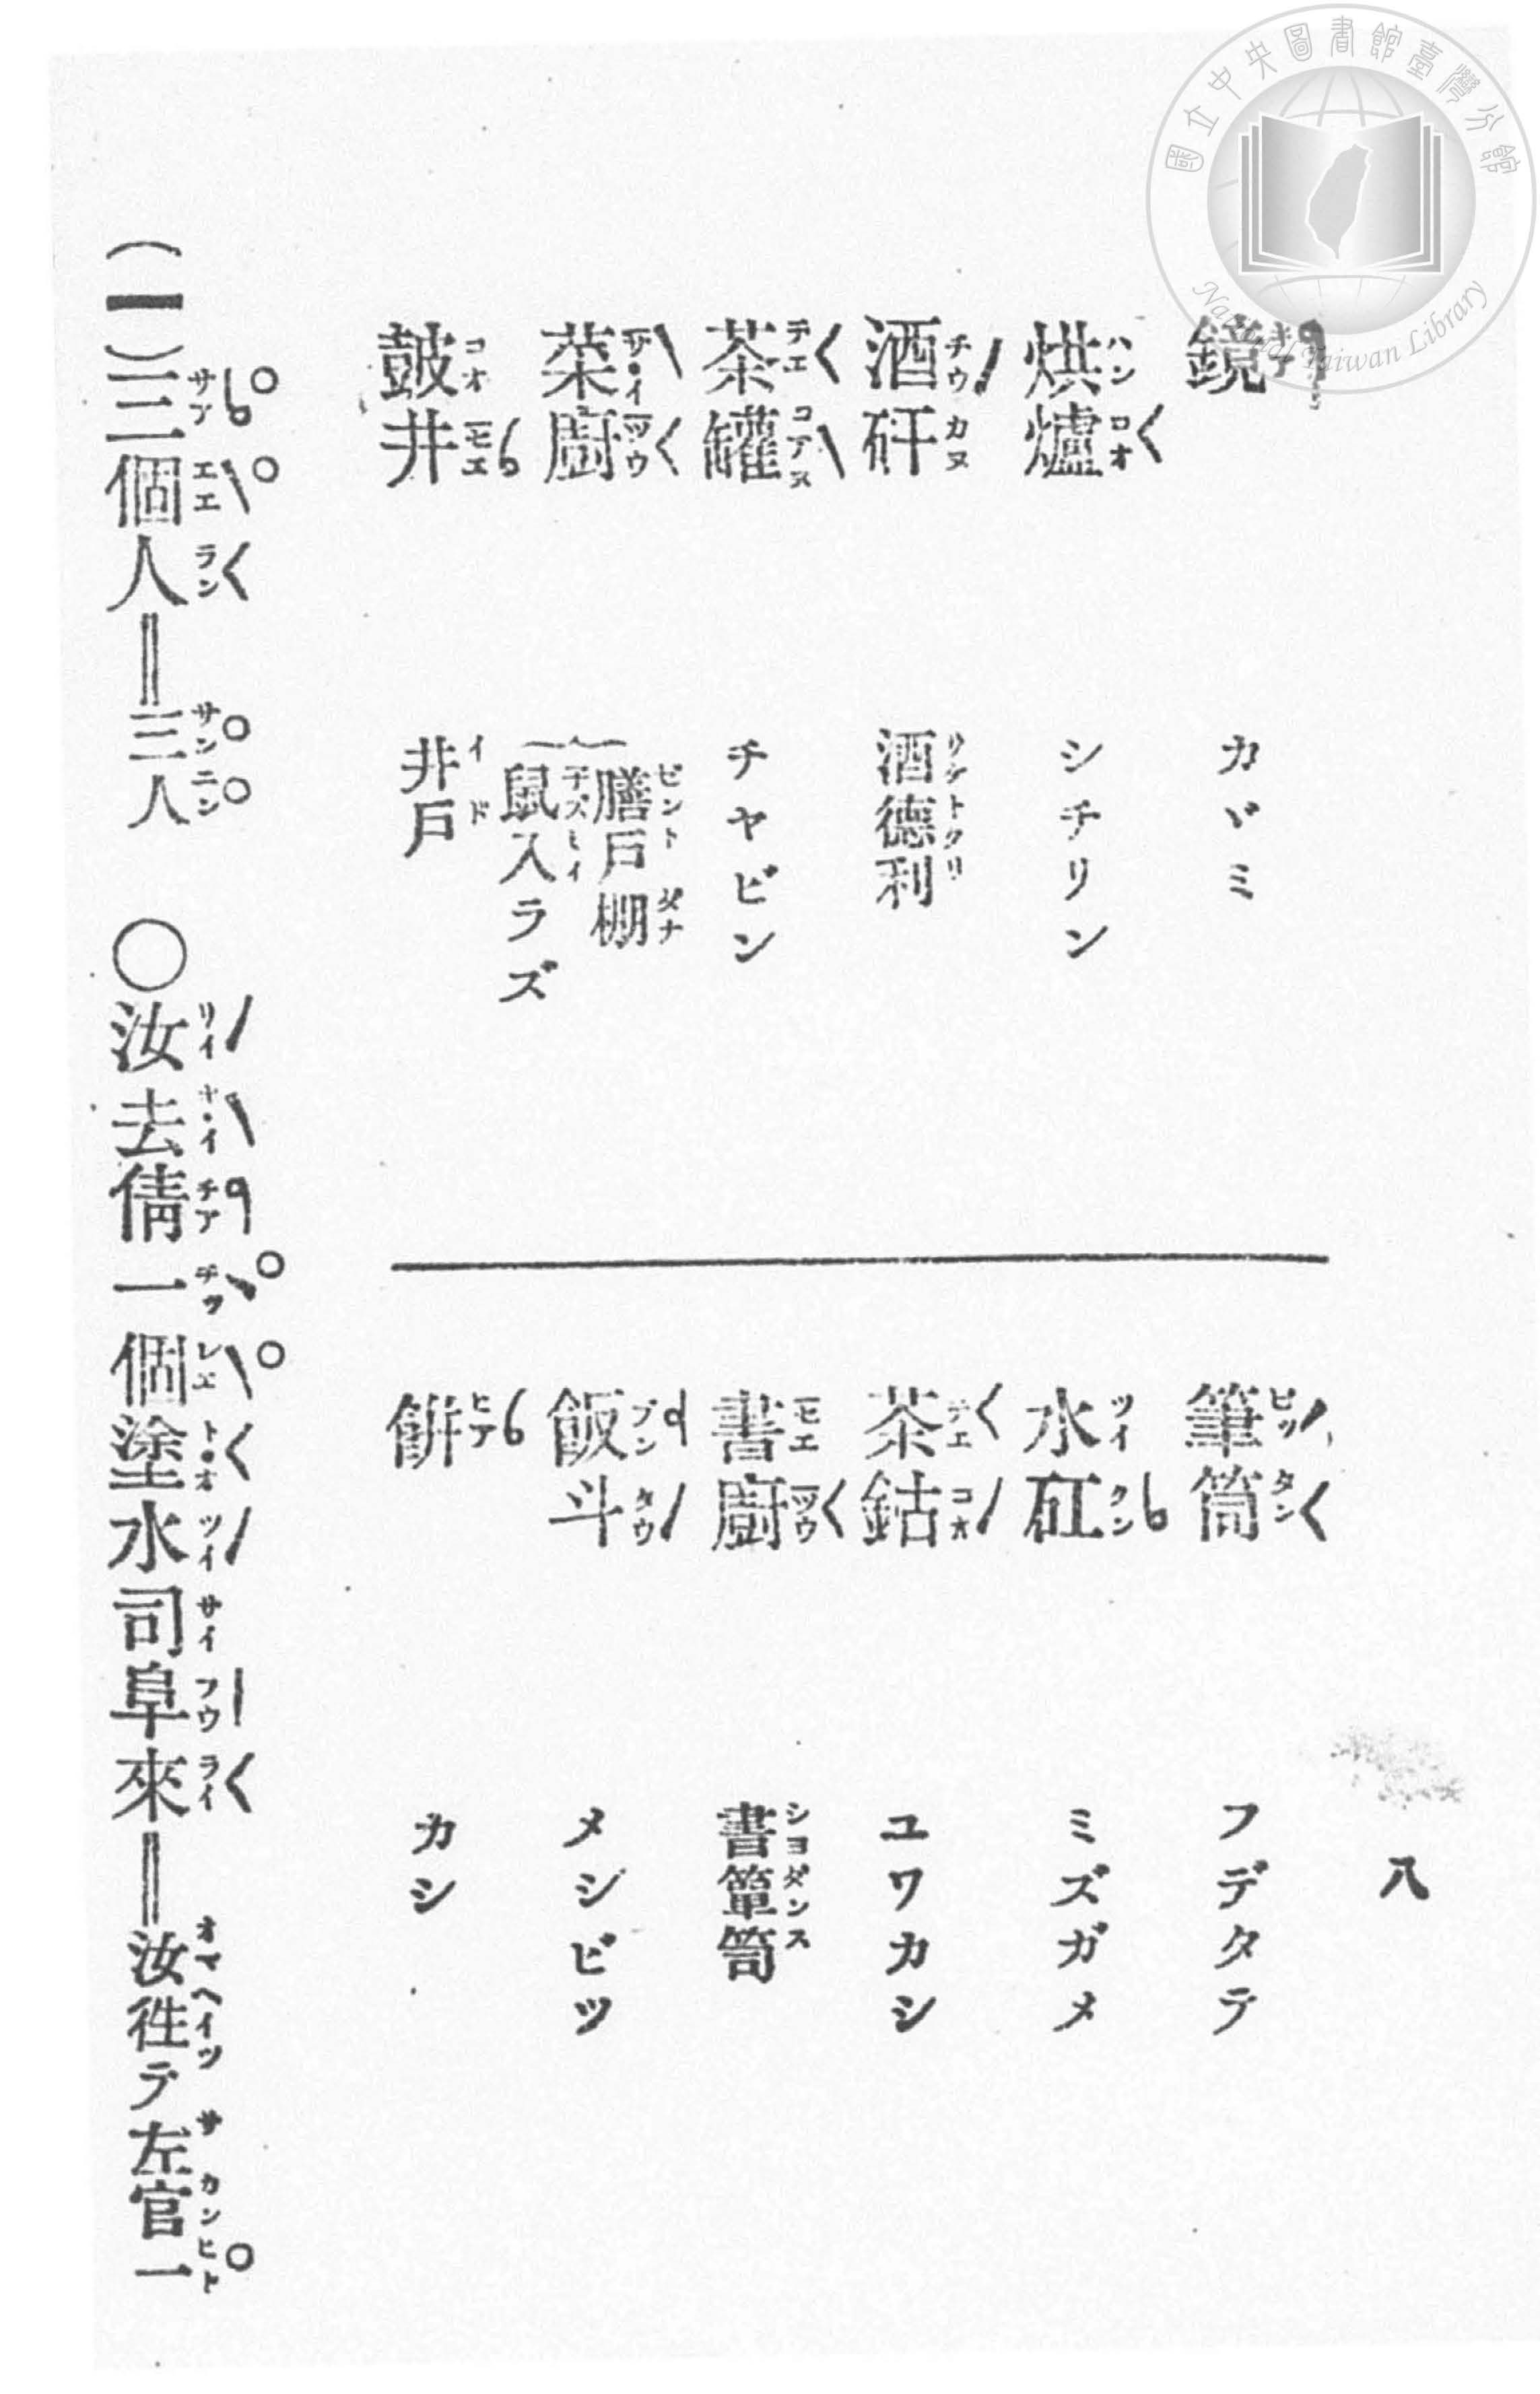 國立中央圖書館臺灣分館
National Taiwan Library
八
鏡 カヾミ
烘爐 シチリン
酒矸 酒德利
茶罐 チヤビン
菜廚 膳戸棚
鼠入ラズ
鼓井 井戸
筆筒 フデタテ
水矼 ミズガメ
茶鈷 ユワカシ
書廚 書簞笥
飯斗 メシビツ
餅 カシ
(一)三個人＝三人 ○汝去倩一個塗水司阜來＝汝徃テ左官一